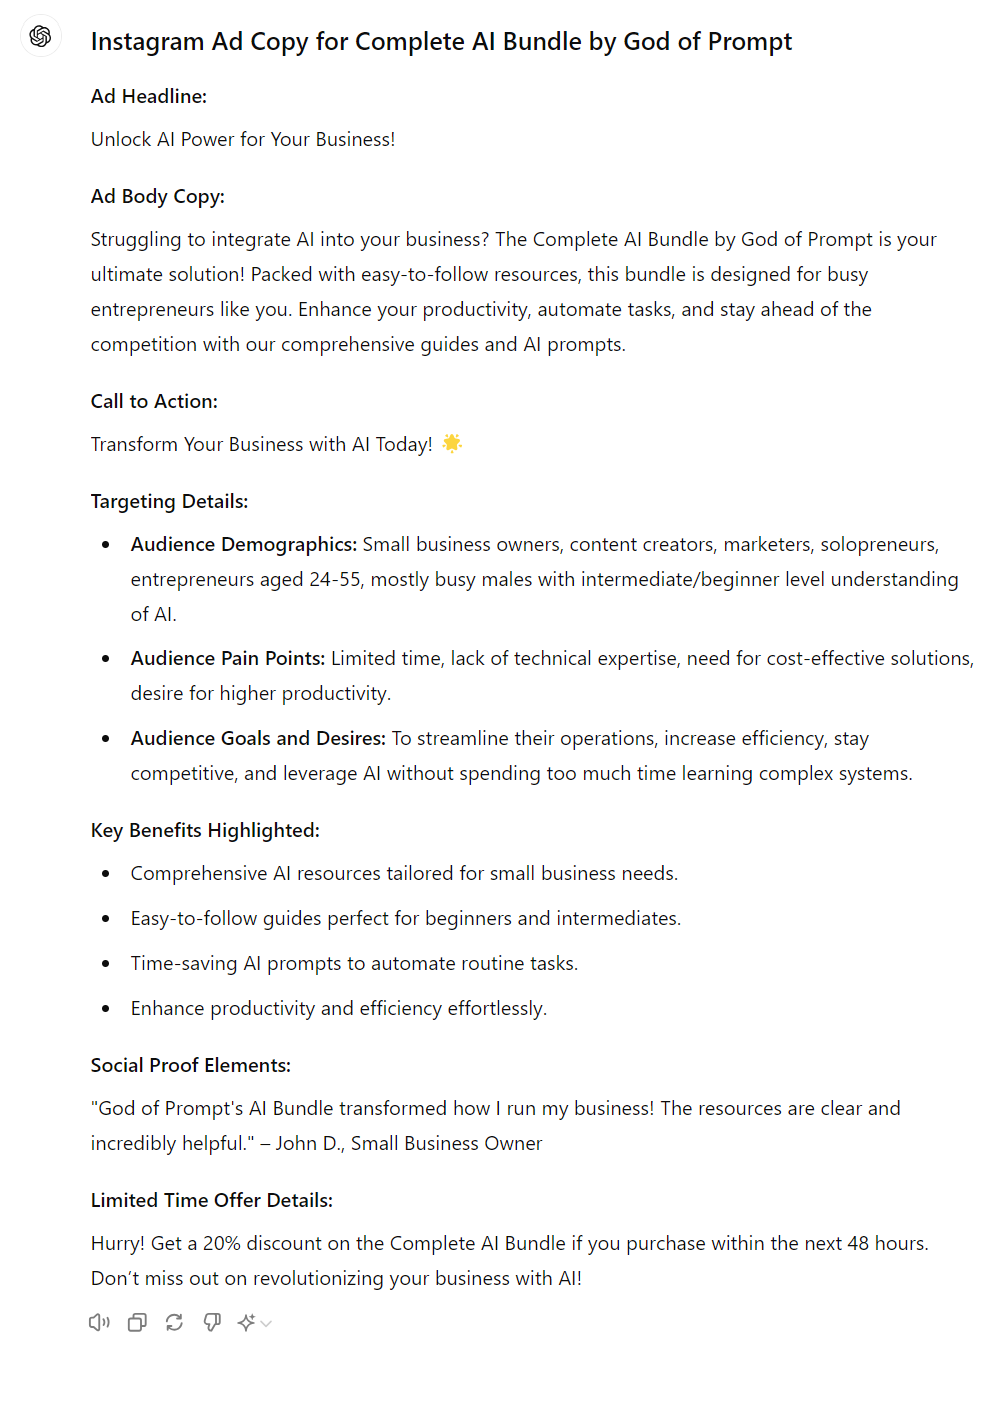 Instagram Ad Copy for Complete AI Bundle by God of Prompt
Ad Headline:
Unlock AI Power for Your Business!
Ad Body Copy:
Struggling to integrate AI into your business? The Complete AI Bundle by God of Prompt is your
ultimate solution! Packed with easy-to-follow resources, this bundle is designed for busy
entrepreneurs like you. Enhance your productivity, automate tasks, and stay ahead of the
competition with our comprehensive guides and AI prompts.
Call to Action:
Transform Your Business with AI Today! 🌟
Targeting Details:
• Audience Demographics: Small business owners, content creators, marketers, solopreneurs,
entrepreneurs aged 24-55, mostly busy males with intermediate/beginner level understanding
of AI.
• Audience Pain Points: Limited time, lack of technical expertise, need for cost-effective solutions,
desire for higher productivity.
• Audience Goals and Desires: To streamline their operations, increase efficiency, stay
competitive, and leverage AI without spending too much time learning complex systems.
Key Benefits Highlighted:
• Comprehensive AI resources tailored for small business needs.
• Easy-to-follow guides perfect for beginners and intermediates.
• Time-saving AI prompts to automate routine tasks.
• Enhance productivity and efficiency effortlessly.
Social Proof Elements:
"God of Prompt's AI Bundle transformed how I run my business! The resources are clear and
incredibly helpful." – John D., Small Business Owner
Limited Time Offer Details:
Hurry! Get a 20% discount on the Complete AI Bundle if you purchase within the next 48 hours.
Don’t miss out on revolutionizing your business with AI!